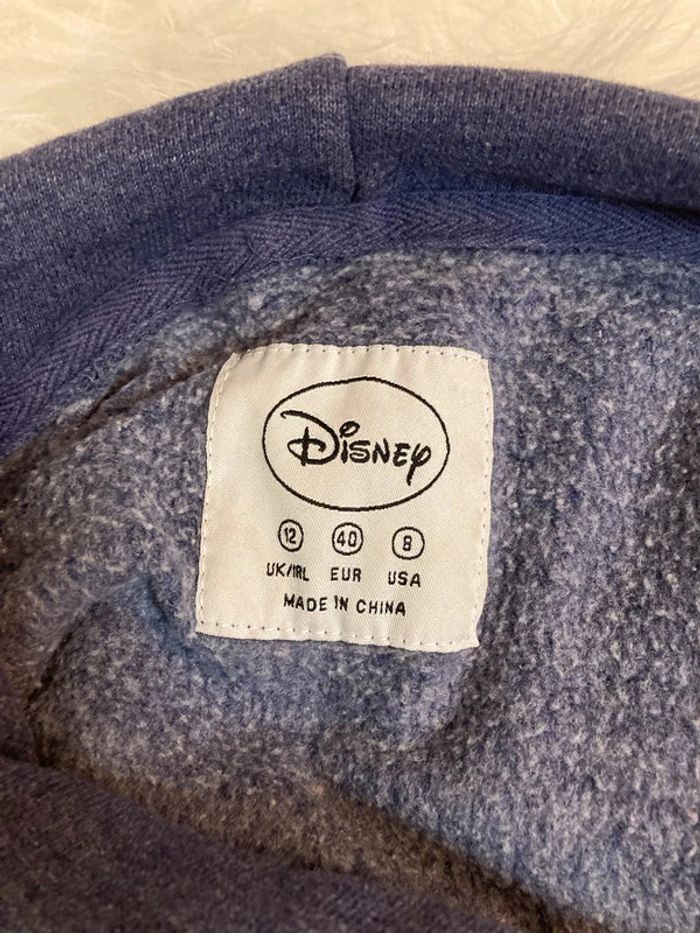 Disney
12 40 8
UK/IRL EUR USA
MADE IN CHINA